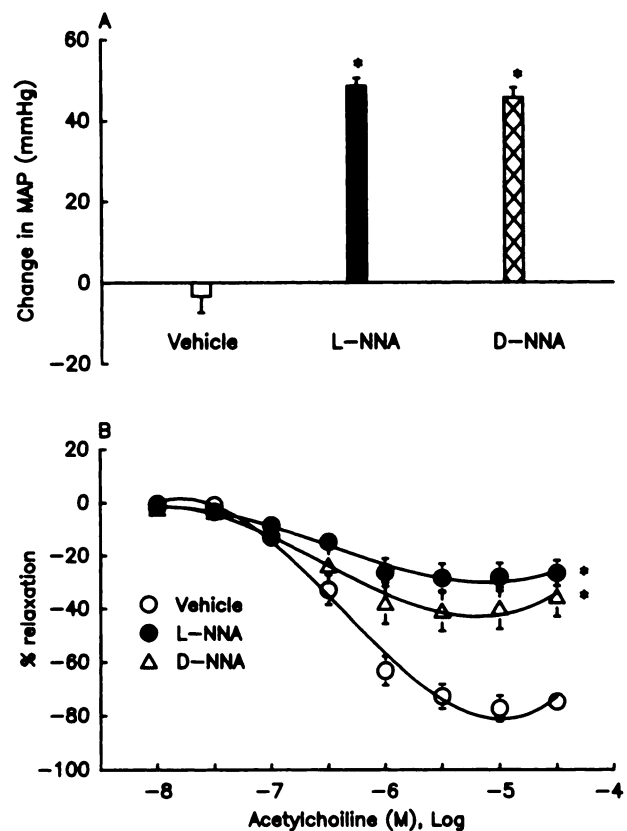 A
60
40
20
0
−20
Change in MAP (mmHg)
*
*
Vehicle L−NNA D−NNA
B
20
0
−20
−40
−60
−80
−100
% relaxation
Vehicle
L−NNA
D−NNA
*
*
−8 −7 −6 −5 −4
Acetylchoiline (M), Log